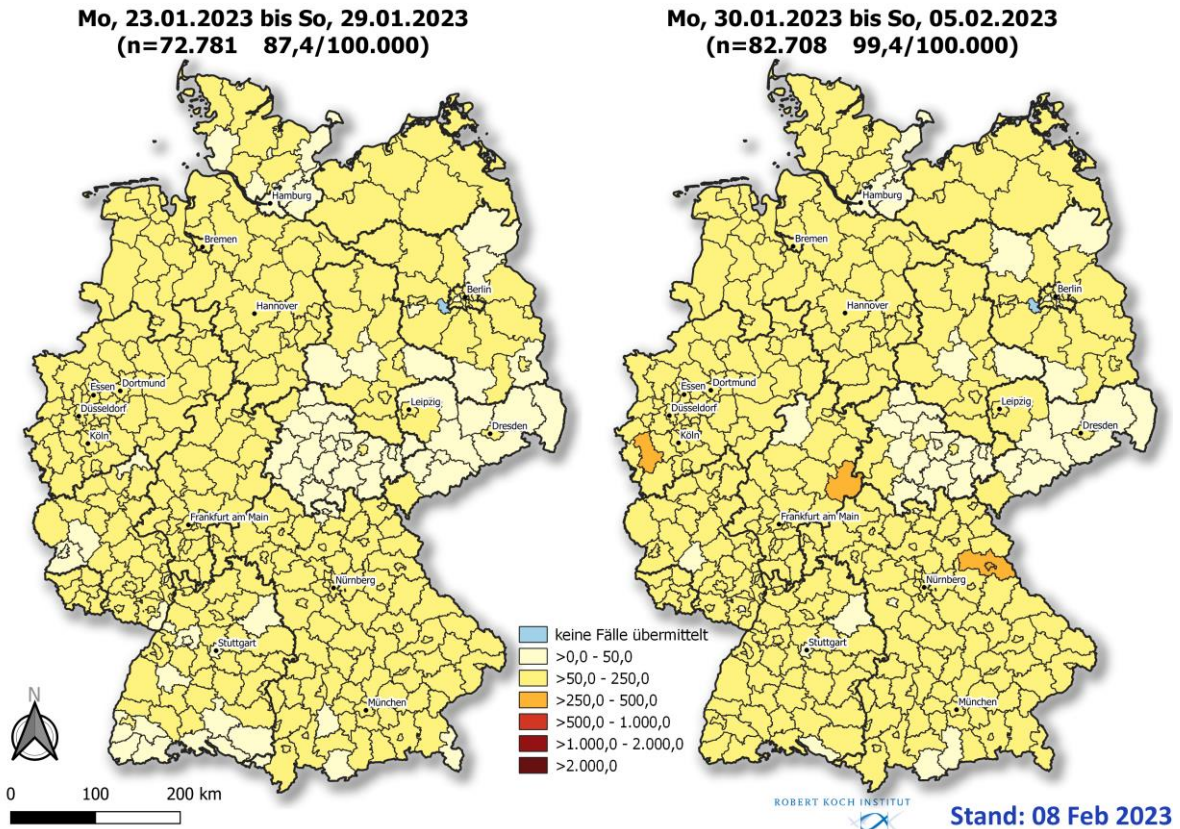 Mo, 23.01.2023 bis So, 29.01.2023
(n=72.781 87,4/100.000)
Mo, 30.01.2023 bis So, 05.02.2023
(n=82.708 99,4/100.000)
Hamburg
Bremen
Berlin
Hannover
Essen
Dortmund
Düsseldorf
Köln
Leipzig
Dresden
Frankfurt am Main
Nürnberg
Stuttgart
München
Hamburg
Bremen
Berlin
Hannover
Essen
Dortmund
Düsseldorf
Köln
Leipzig
Dresden
Frankfurt am Main
Nürnberg
Stuttgart
München
keine Fälle übermittelt
>0,0 - 50,0
>50,0 - 250,0
>250,0 - 500,0
>500,0 - 1.000,0
>1.000,0 - 2.000,0
>2.000,0
N
0 100 200 km
ROBERT KOCH INSTITUT
Stand: 08 Feb 2023